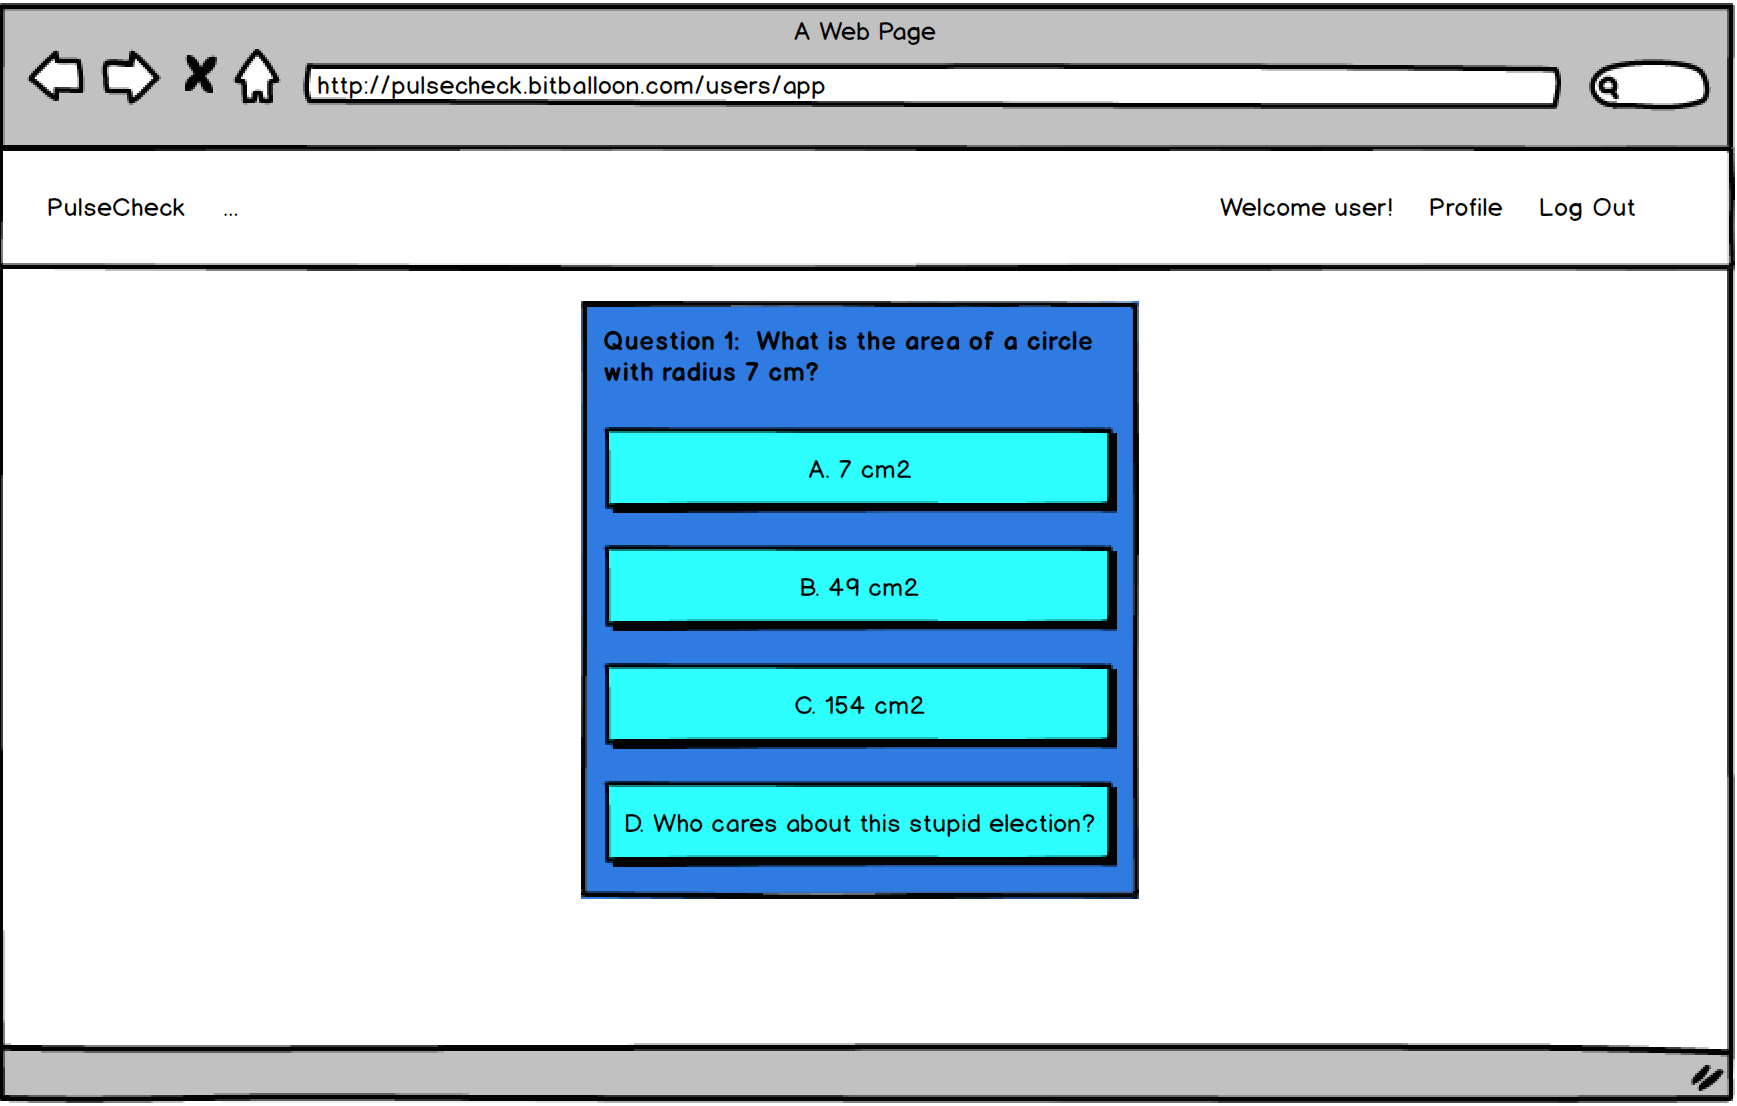 A Web Page
http://pulsecheck.bitballoon.com/users/app
PulseCheck ... Welcome user! Profile Log Out
Question 1: What is the area of a circle
with radius 7 cm?
A. 7 cm2
B. 49 cm2
C. 154 cm2
D. Who cares about this stupid election?